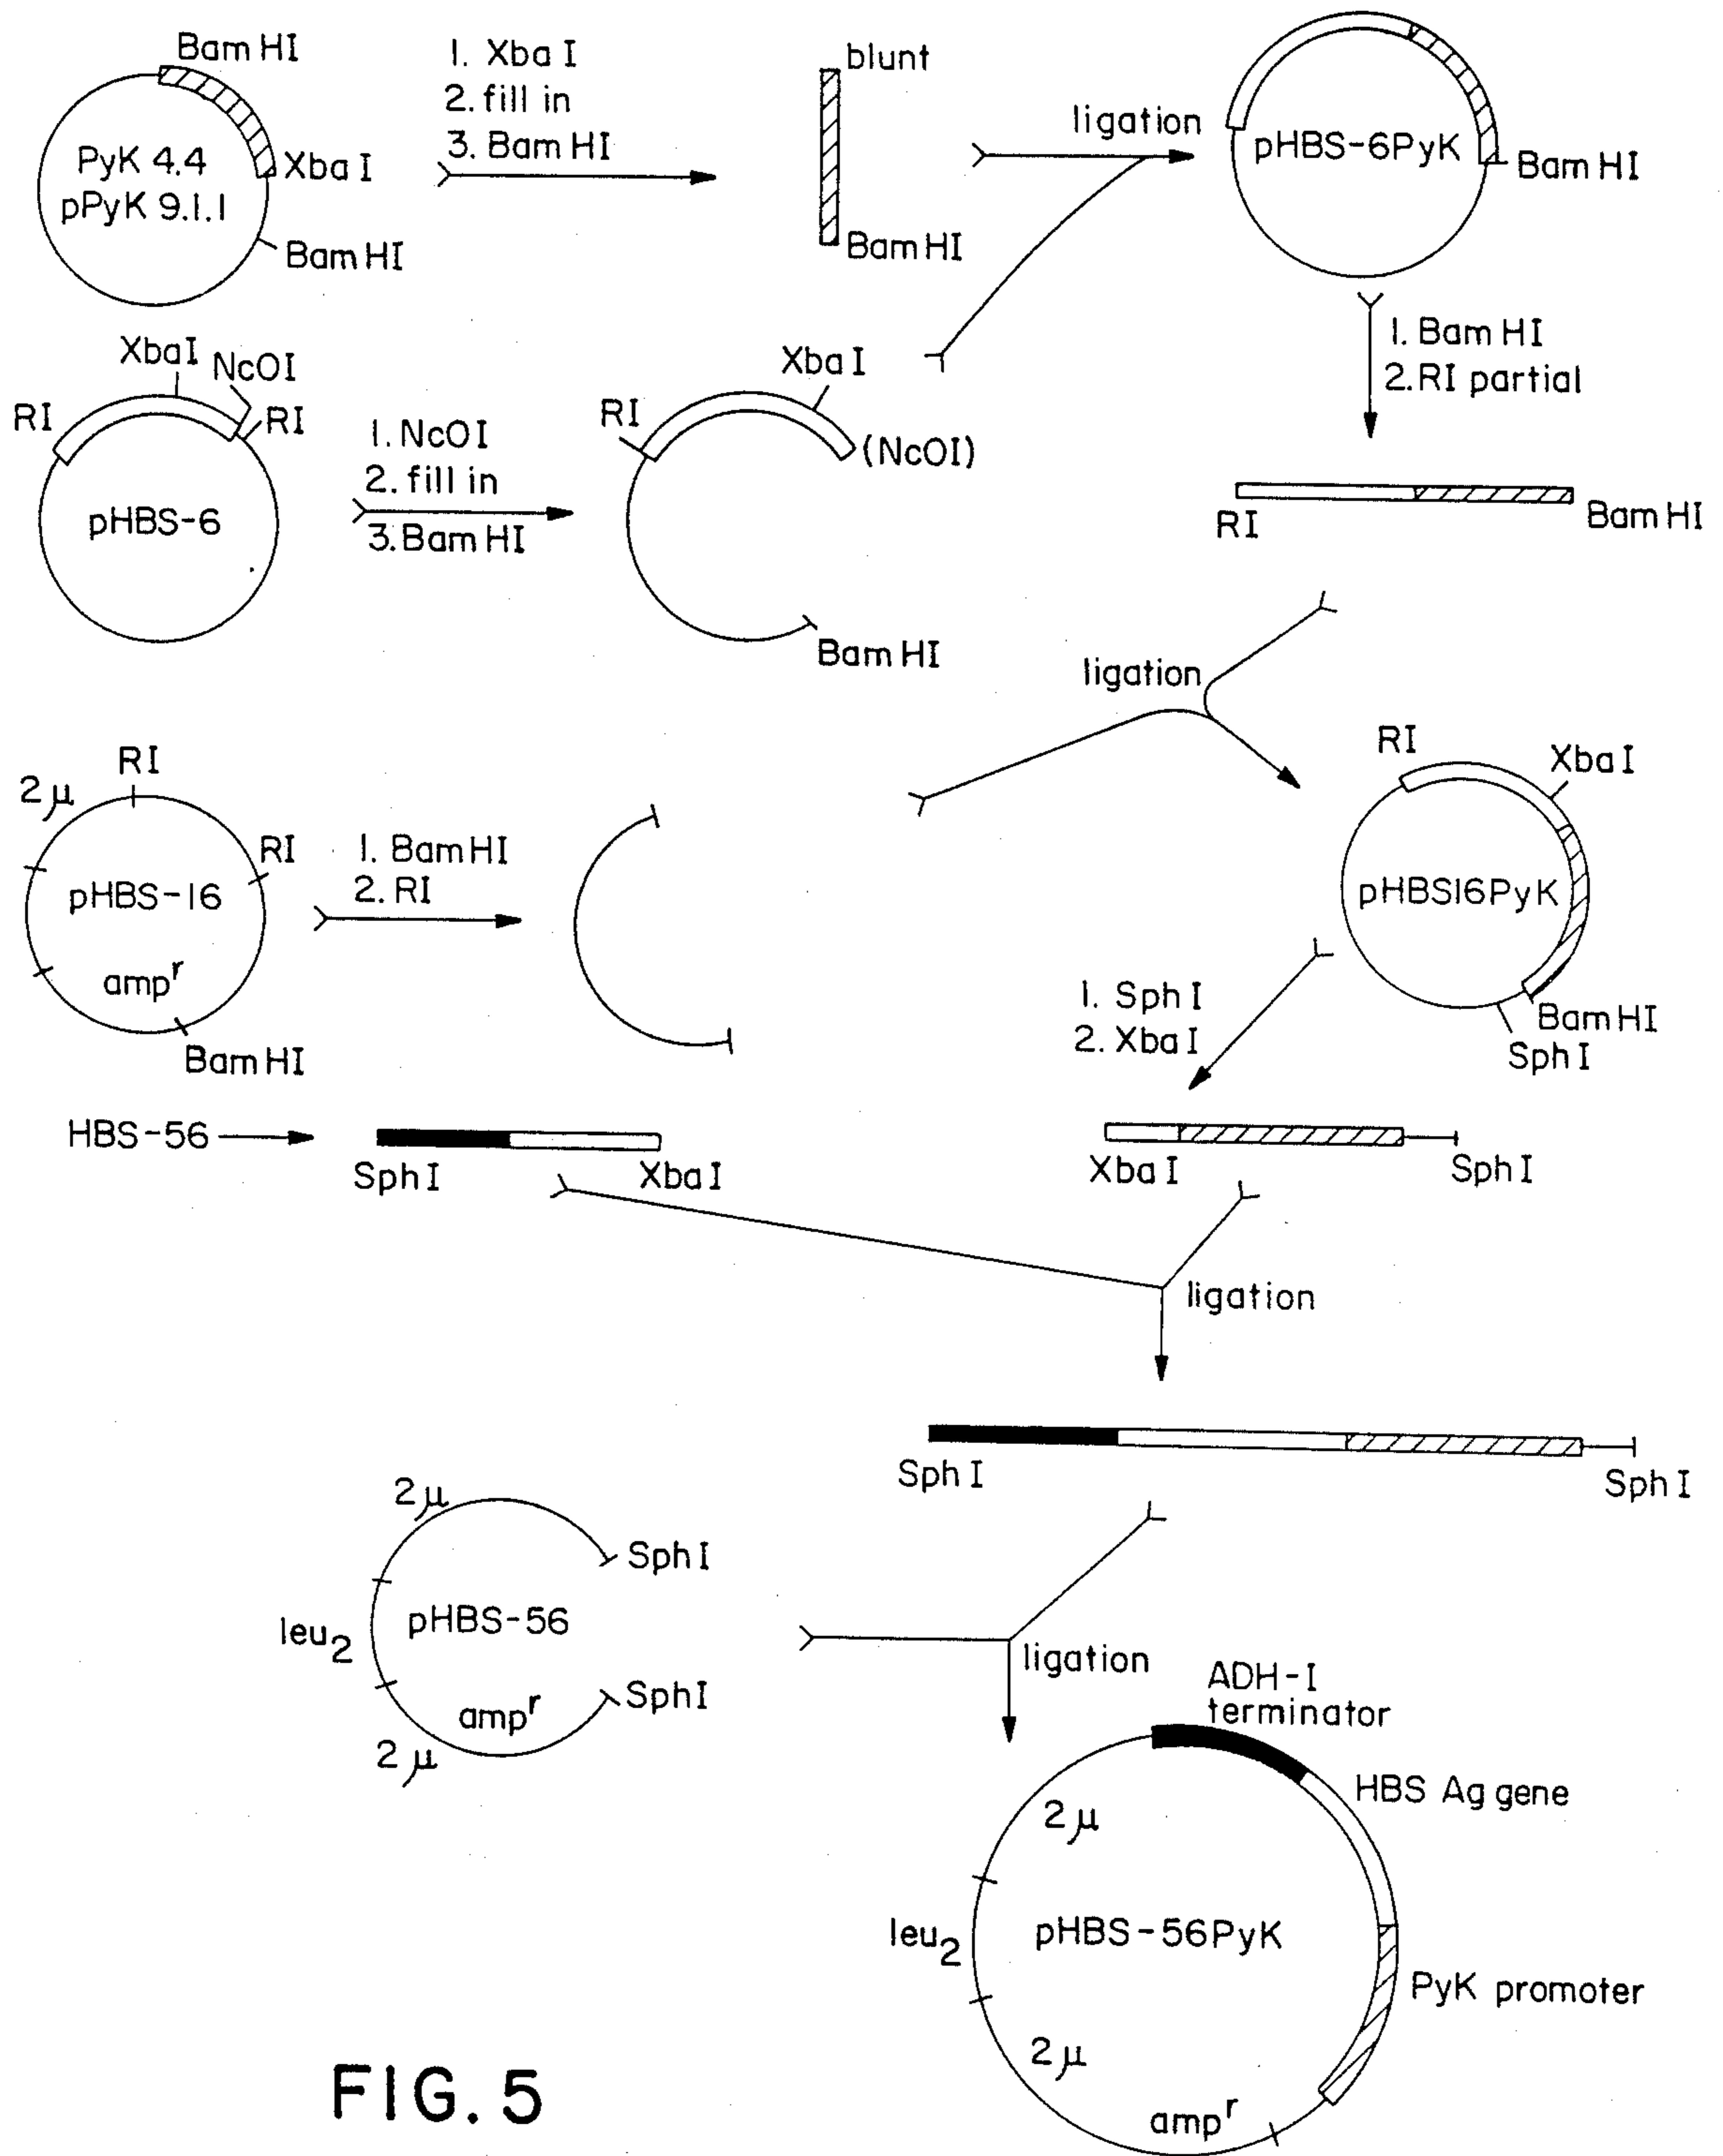 Bam HI
PyK 4.4
pPyK 9.1.1
Xba I
Bam HI
1. Xba I
2. fill in
3. Bam HI
blunt
Bam HI
ligation
pHBS-6PyK
Bam HI
1. Bam HI
2. RI partial
RI
Bam HI
XbaI
NcOI
RI
RI
pHBS-6
1. NcOI
2. fill in
3. Bam HI
Xba I
RI
(NcOI)
Bam HI
ligation
RI
2μ
RI
pHBS-16
amp^r
Bam HI
1. Bam HI
2. RI
RI
Xba I
pHBS16PyK
Bam HI
Sph I
1. Sph I
2. Xba I
HBS-56
Sph I
Xba I
Xba I
Sph I
ligation
Sph I
Sph I
2μ
Sph I
pHBS-56
leu₂
Sph I
amp^r
2μ
ligation
ADH-I
terminator
HBS Ag gene
2μ
leu₂
pHBS-56PyK
PyK promoter
2μ
amp^r
FIG. 5